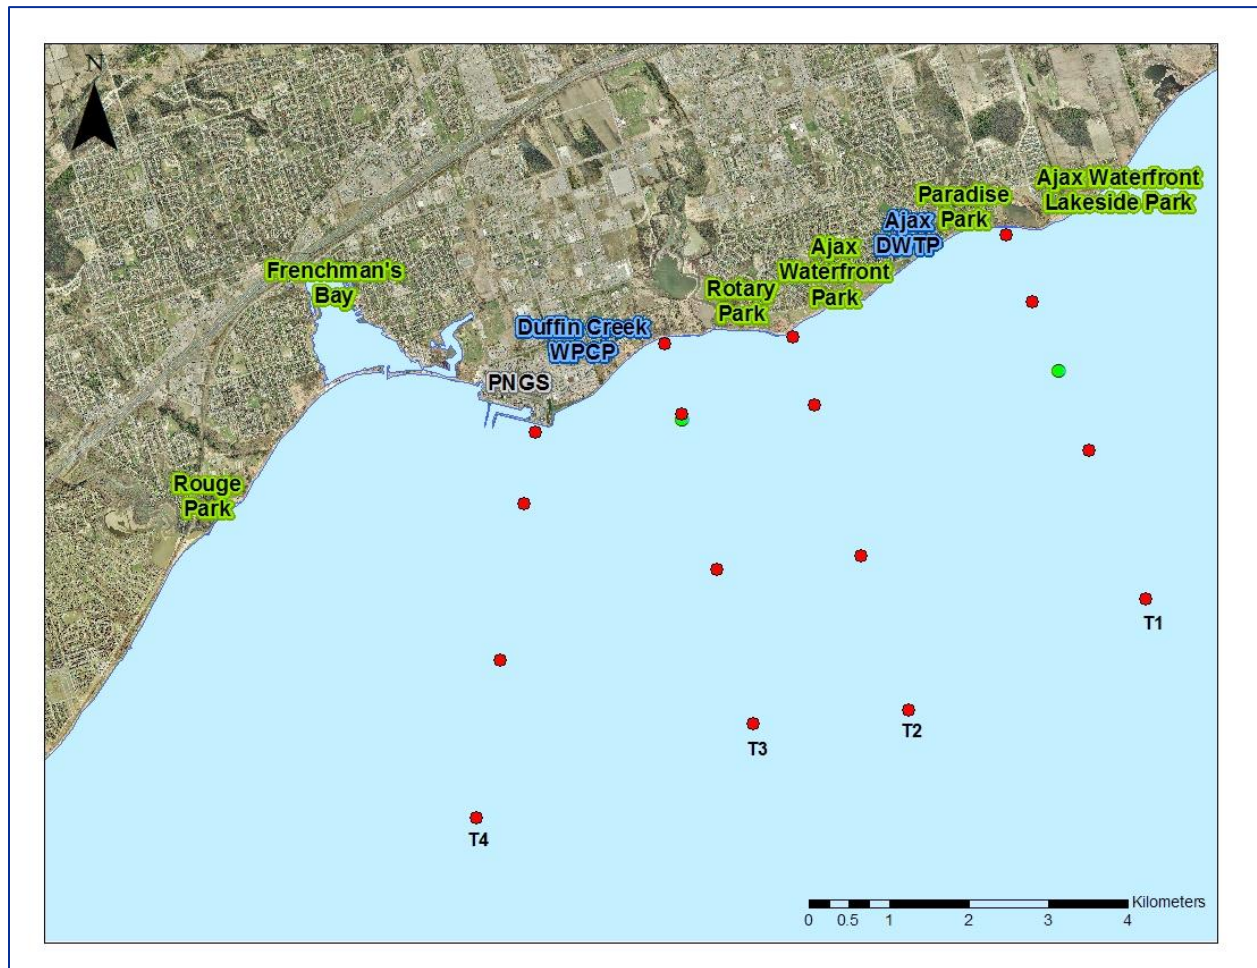 N
Ajax Waterfront
Lakeside Park
Paradise
Park
Ajax
DWTP
Ajax
Waterfront
Park
Frenchman's
Bay
Rotary
Park
Duffin Creek
WPCP
PNGS
Rouge
Park
T1
T2
T3
T4
Kilometers
0 0.5 1 2 3 4